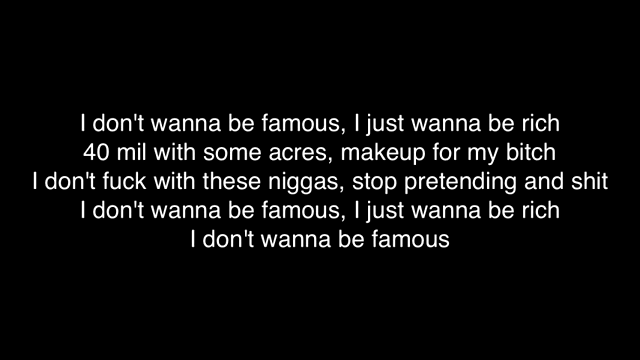 I don't wanna be famous, I just wanna be rich
40 mil with some acres, makeup for my bitch
I don't fuck with these niggas, stop pretending and shit
I don't wanna be famous, I just wanna be rich
I don't wanna be famous